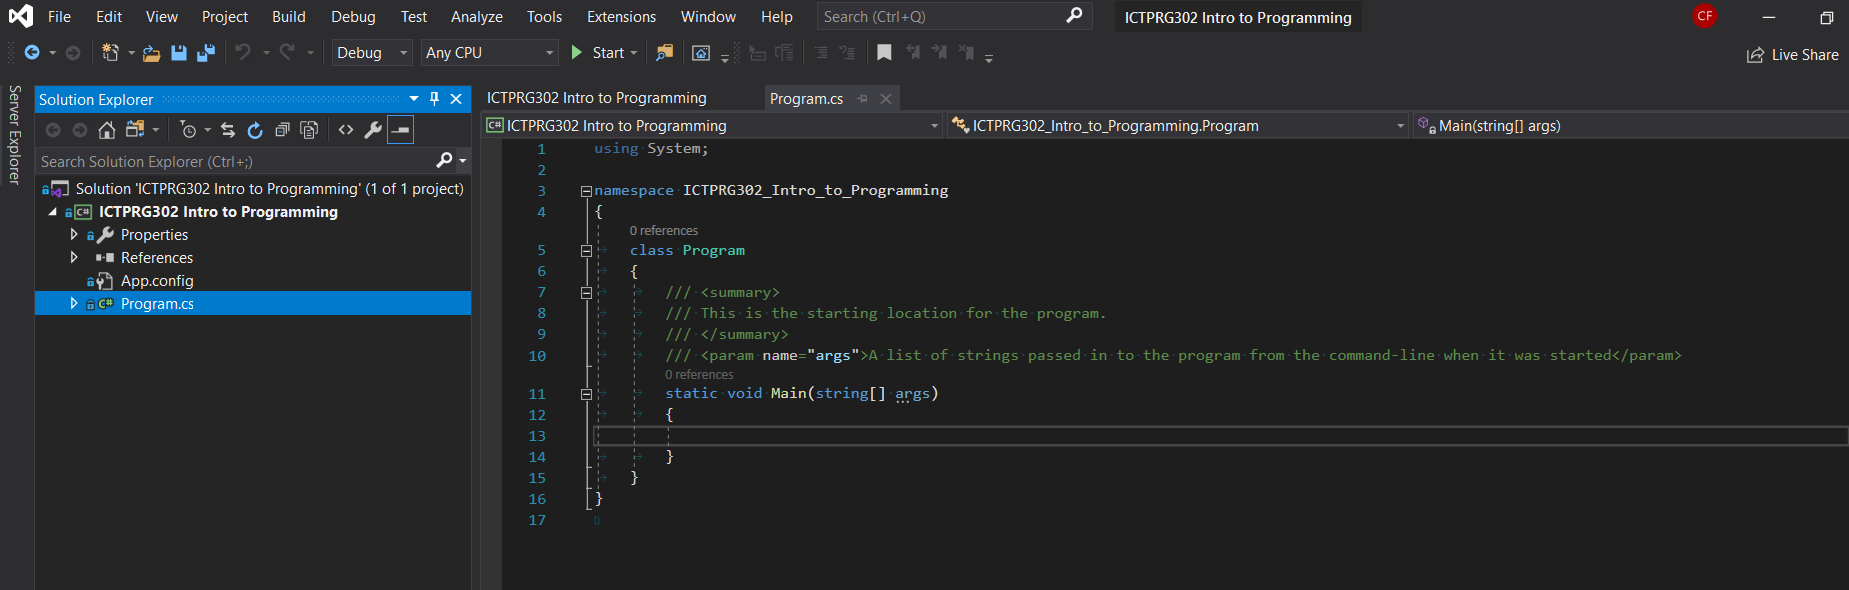 File Edit View Project Build Debug Test Analyze Tools Extensions Window Help Search (Ctrl+Q) ICTPRG302 Intro to Programming CF
Debug Any CPU Start Live Share
Server Explorer
Solution Explorer
Search Solution Explorer (Ctrl+;)
Solution 'ICTPRG302 Intro to Programming' (1 of 1 project)
C# ICTPRG302 Intro to Programming
Properties
References
App.config
C# Program.cs
ICTPRG302 Intro to Programming Program.cs
C# ICTPRG302 Intro to Programming ICTPRG302_Intro_to_Programming.Program Main(string[] args)
1 using System;
2
3 namespace ICTPRG302_Intro_to_Programming
4 {
0 references
5 class Program
6 {
7 /// <summary>
8 /// This is the starting location for the program.
9 /// </summary>
10 /// <param name="args">A list of strings passed in to the program from the command-line when it was started</param>
0 references
11 static void Main(string[] args)
12 {
13
14 }
15 }
16 }
17